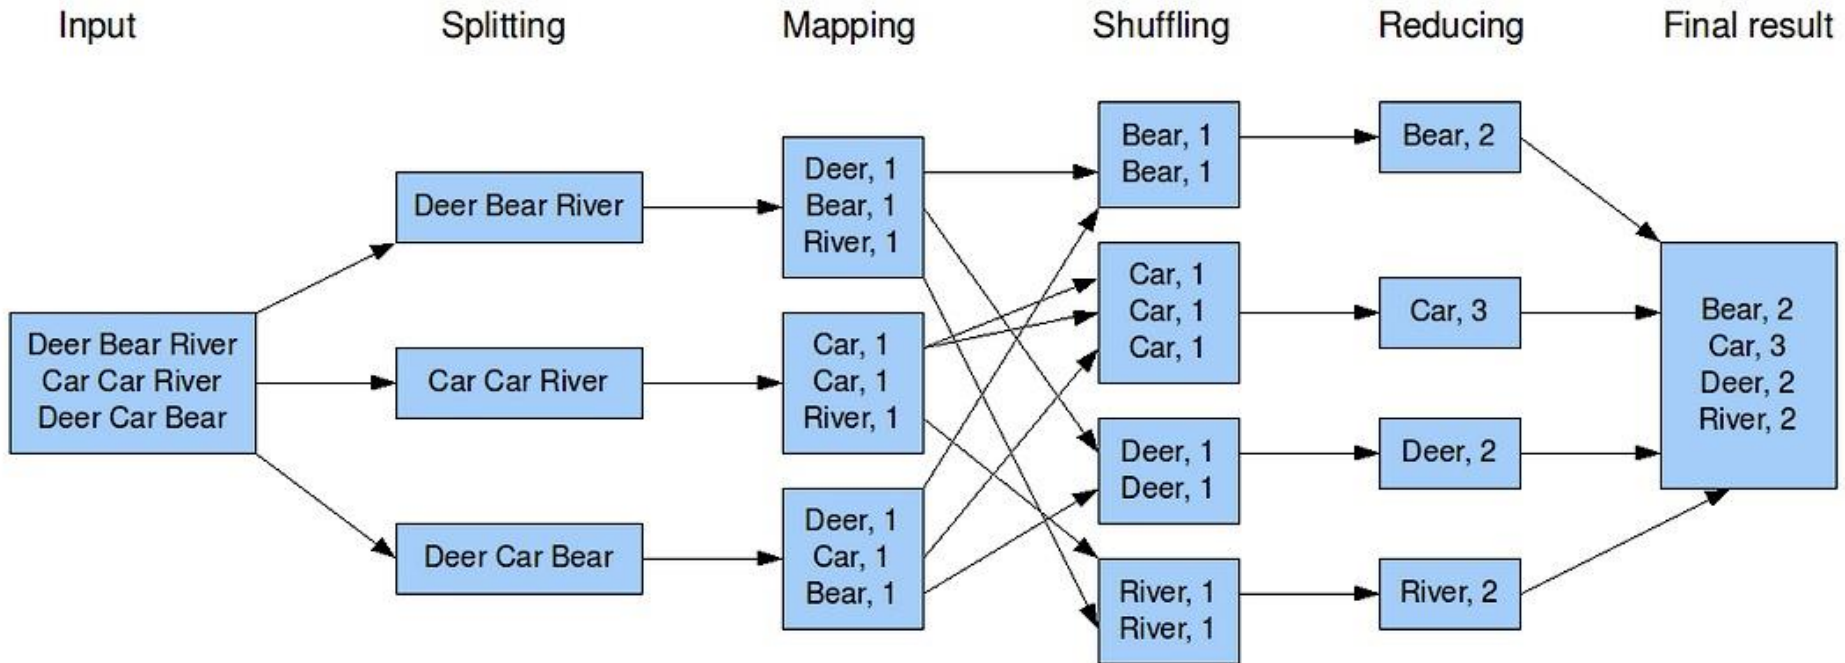 Input
Splitting
Mapping
Shuffling
Reducing
Final result
Deer Bear River
Car Car River
Deer Car Bear
Deer Bear River
Car Car River
Deer Car Bear
Deer, 1
Bear, 1
River, 1
Car, 1
Car, 1
River, 1
Deer, 1
Car, 1
Bear, 1
Bear, 1
Bear, 1
Car, 1
Car, 1
Car, 1
Deer, 1
Deer, 1
River, 1
River, 1
Bear, 2
Car, 3
Deer, 2
River, 2
Bear, 2
Car, 3
Deer, 2
River, 2